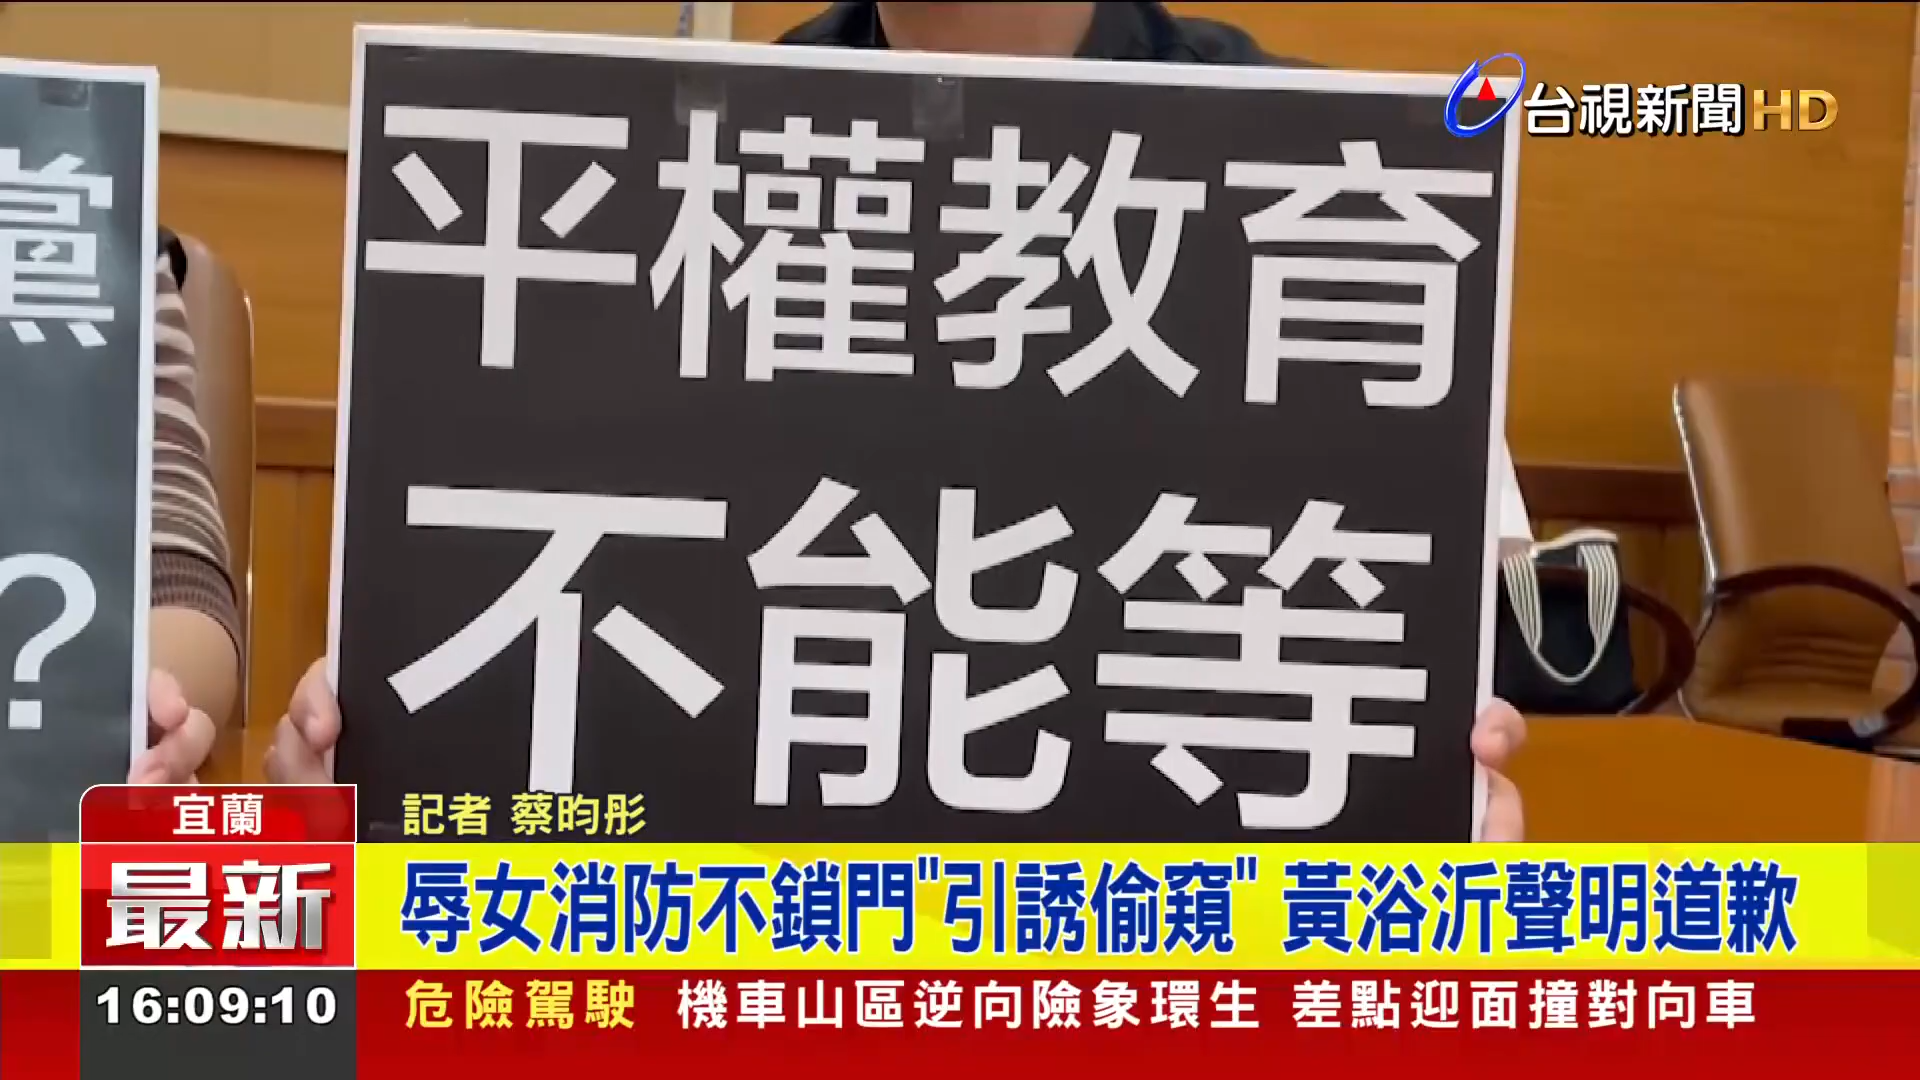 台視新聞HD
黨
?
平權教育
不能等
宜蘭
最新
記者 蔡昀彤
辱女消防不鎖門"引誘偷窺" 黃浴沂聲明道歉
16:09:10
危險駕駛 機車山區逆向險象環生 差點迎面撞對向車